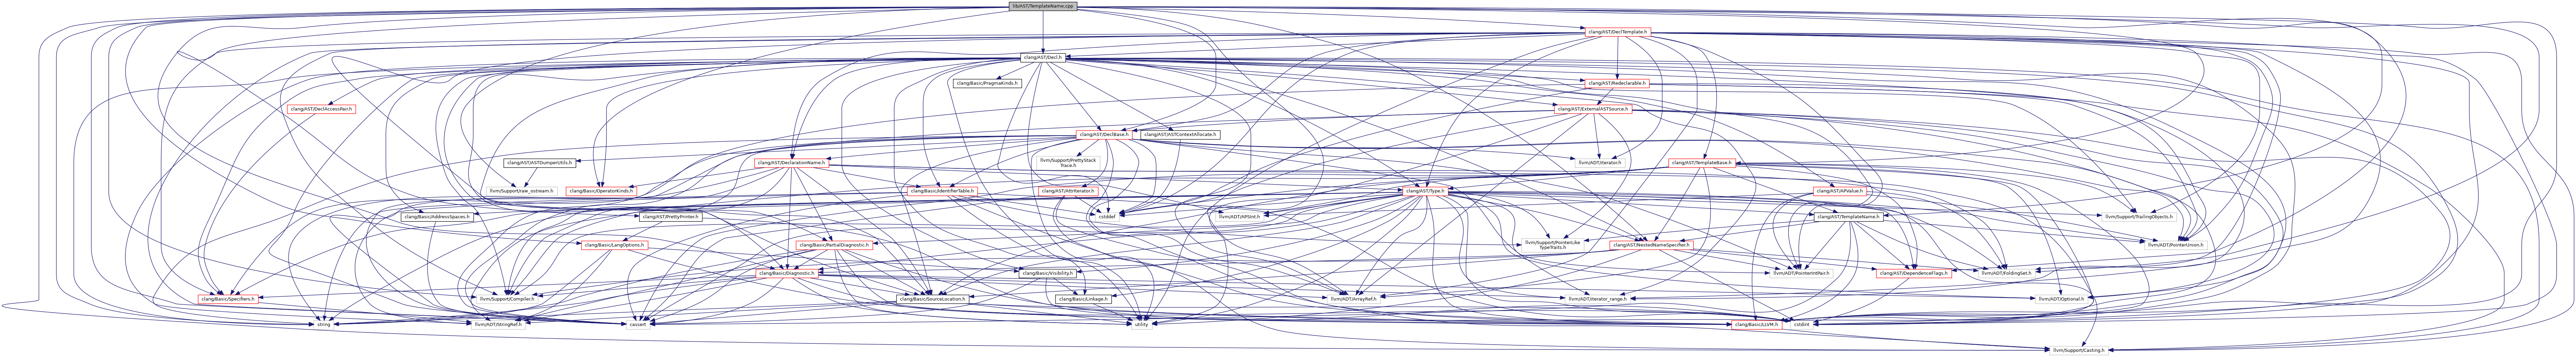 lib/AST/TemplateName.cpp
clang/AST/DeclTemplate.h
clang/AST/Decl.h
clang/Basic/PragmaKinds.h
clang/AST/Redeclarable.h
clang/AST/DeclAccessPair.h
clang/AST/ExternalASTSource.h
clang/AST/DeclBase.h
clang/AST/ASTContextAllocate.h
clang/AST/ASTDumperUtils.h
clang/AST/DeclarationName.h
llvm/Support/PrettyStack
Trace.h
llvm/ADT/iterator.h
clang/AST/TemplateBase.h
llvm/Support/raw_ostream.h
clang/Basic/OperatorKinds.h
clang/Basic/IdentifierTable.h
clang/AST/AttrIterator.h
clang/AST/Type.h
clang/AST/APValue.h
clang/Basic/AddressSpaces.h
clang/AST/PrettyPrinter.h
cstddef
llvm/ADT/APSInt.h
clang/AST/TemplateName.h
llvm/Support/TrailingObjects.h
clang/Basic/LangOptions.h
clang/Basic/PartialDiagnostic.h
llvm/Support/PointerLike
TypeTraits.h
clang/AST/NestedNameSpecifier.h
llvm/ADT/PointerUnion.h
clang/Basic/Diagnostic.h
clang/Basic/Visibility.h
llvm/ADT/PointerIntPair.h
clang/AST/DependenceFlags.h
llvm/ADT/FoldingSet.h
clang/Basic/Specifiers.h
llvm/Support/Compiler.h
clang/Basic/SourceLocation.h
clang/Basic/Linkage.h
llvm/ADT/ArrayRef.h
llvm/ADT/iterator_range.h
llvm/ADT/Optional.h
string
llvm/ADT/StringRef.h
cassert
utility
clang/Basic/LLVM.h
cstdint
llvm/Support/Casting.h